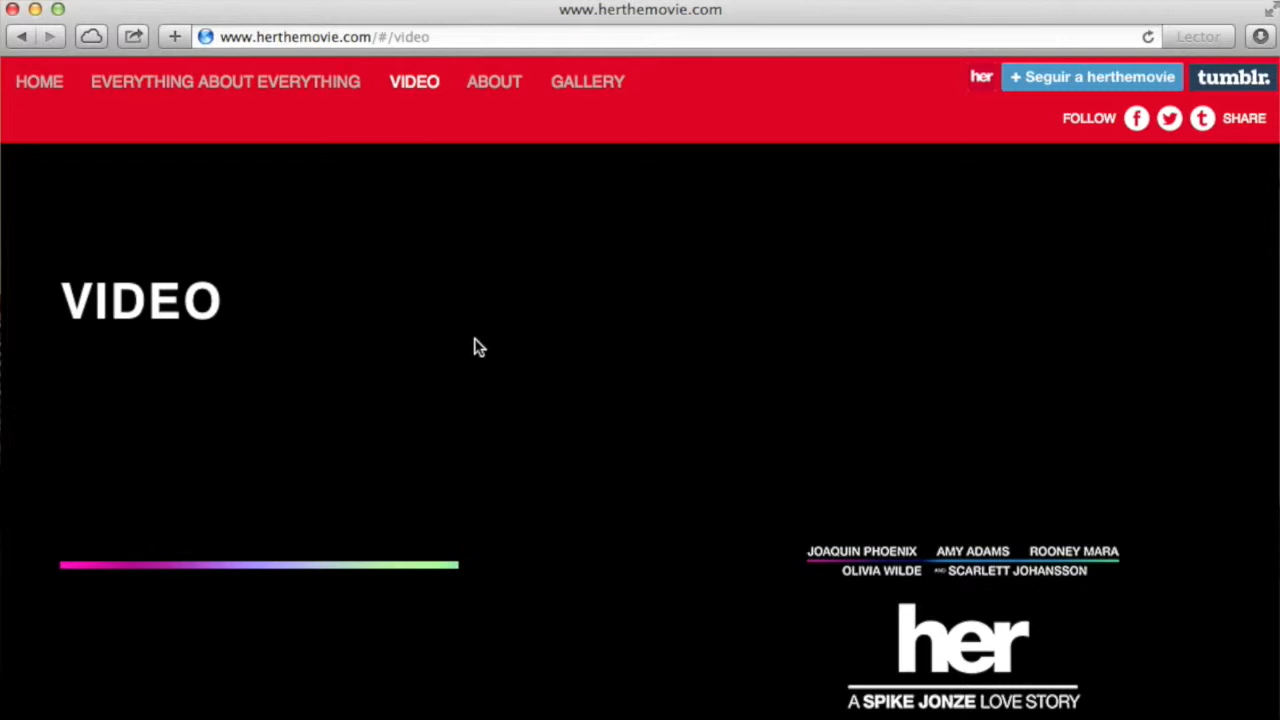 www.herthemovie.com
www.herthemovie.com/#/video
Lector
HOME EVERYTHING ABOUT EVERYTHING VIDEO ABOUT GALLERY
her + Seguir a herthemovie tumblr.
FOLLOW f t SHARE
VIDEO
JOAQUIN PHOENIX AMY ADAMS ROONEY MARA
OLIVIA WILDE AND SCARLETT JOHANSSON
her
A SPIKE JONZE LOVE STORY